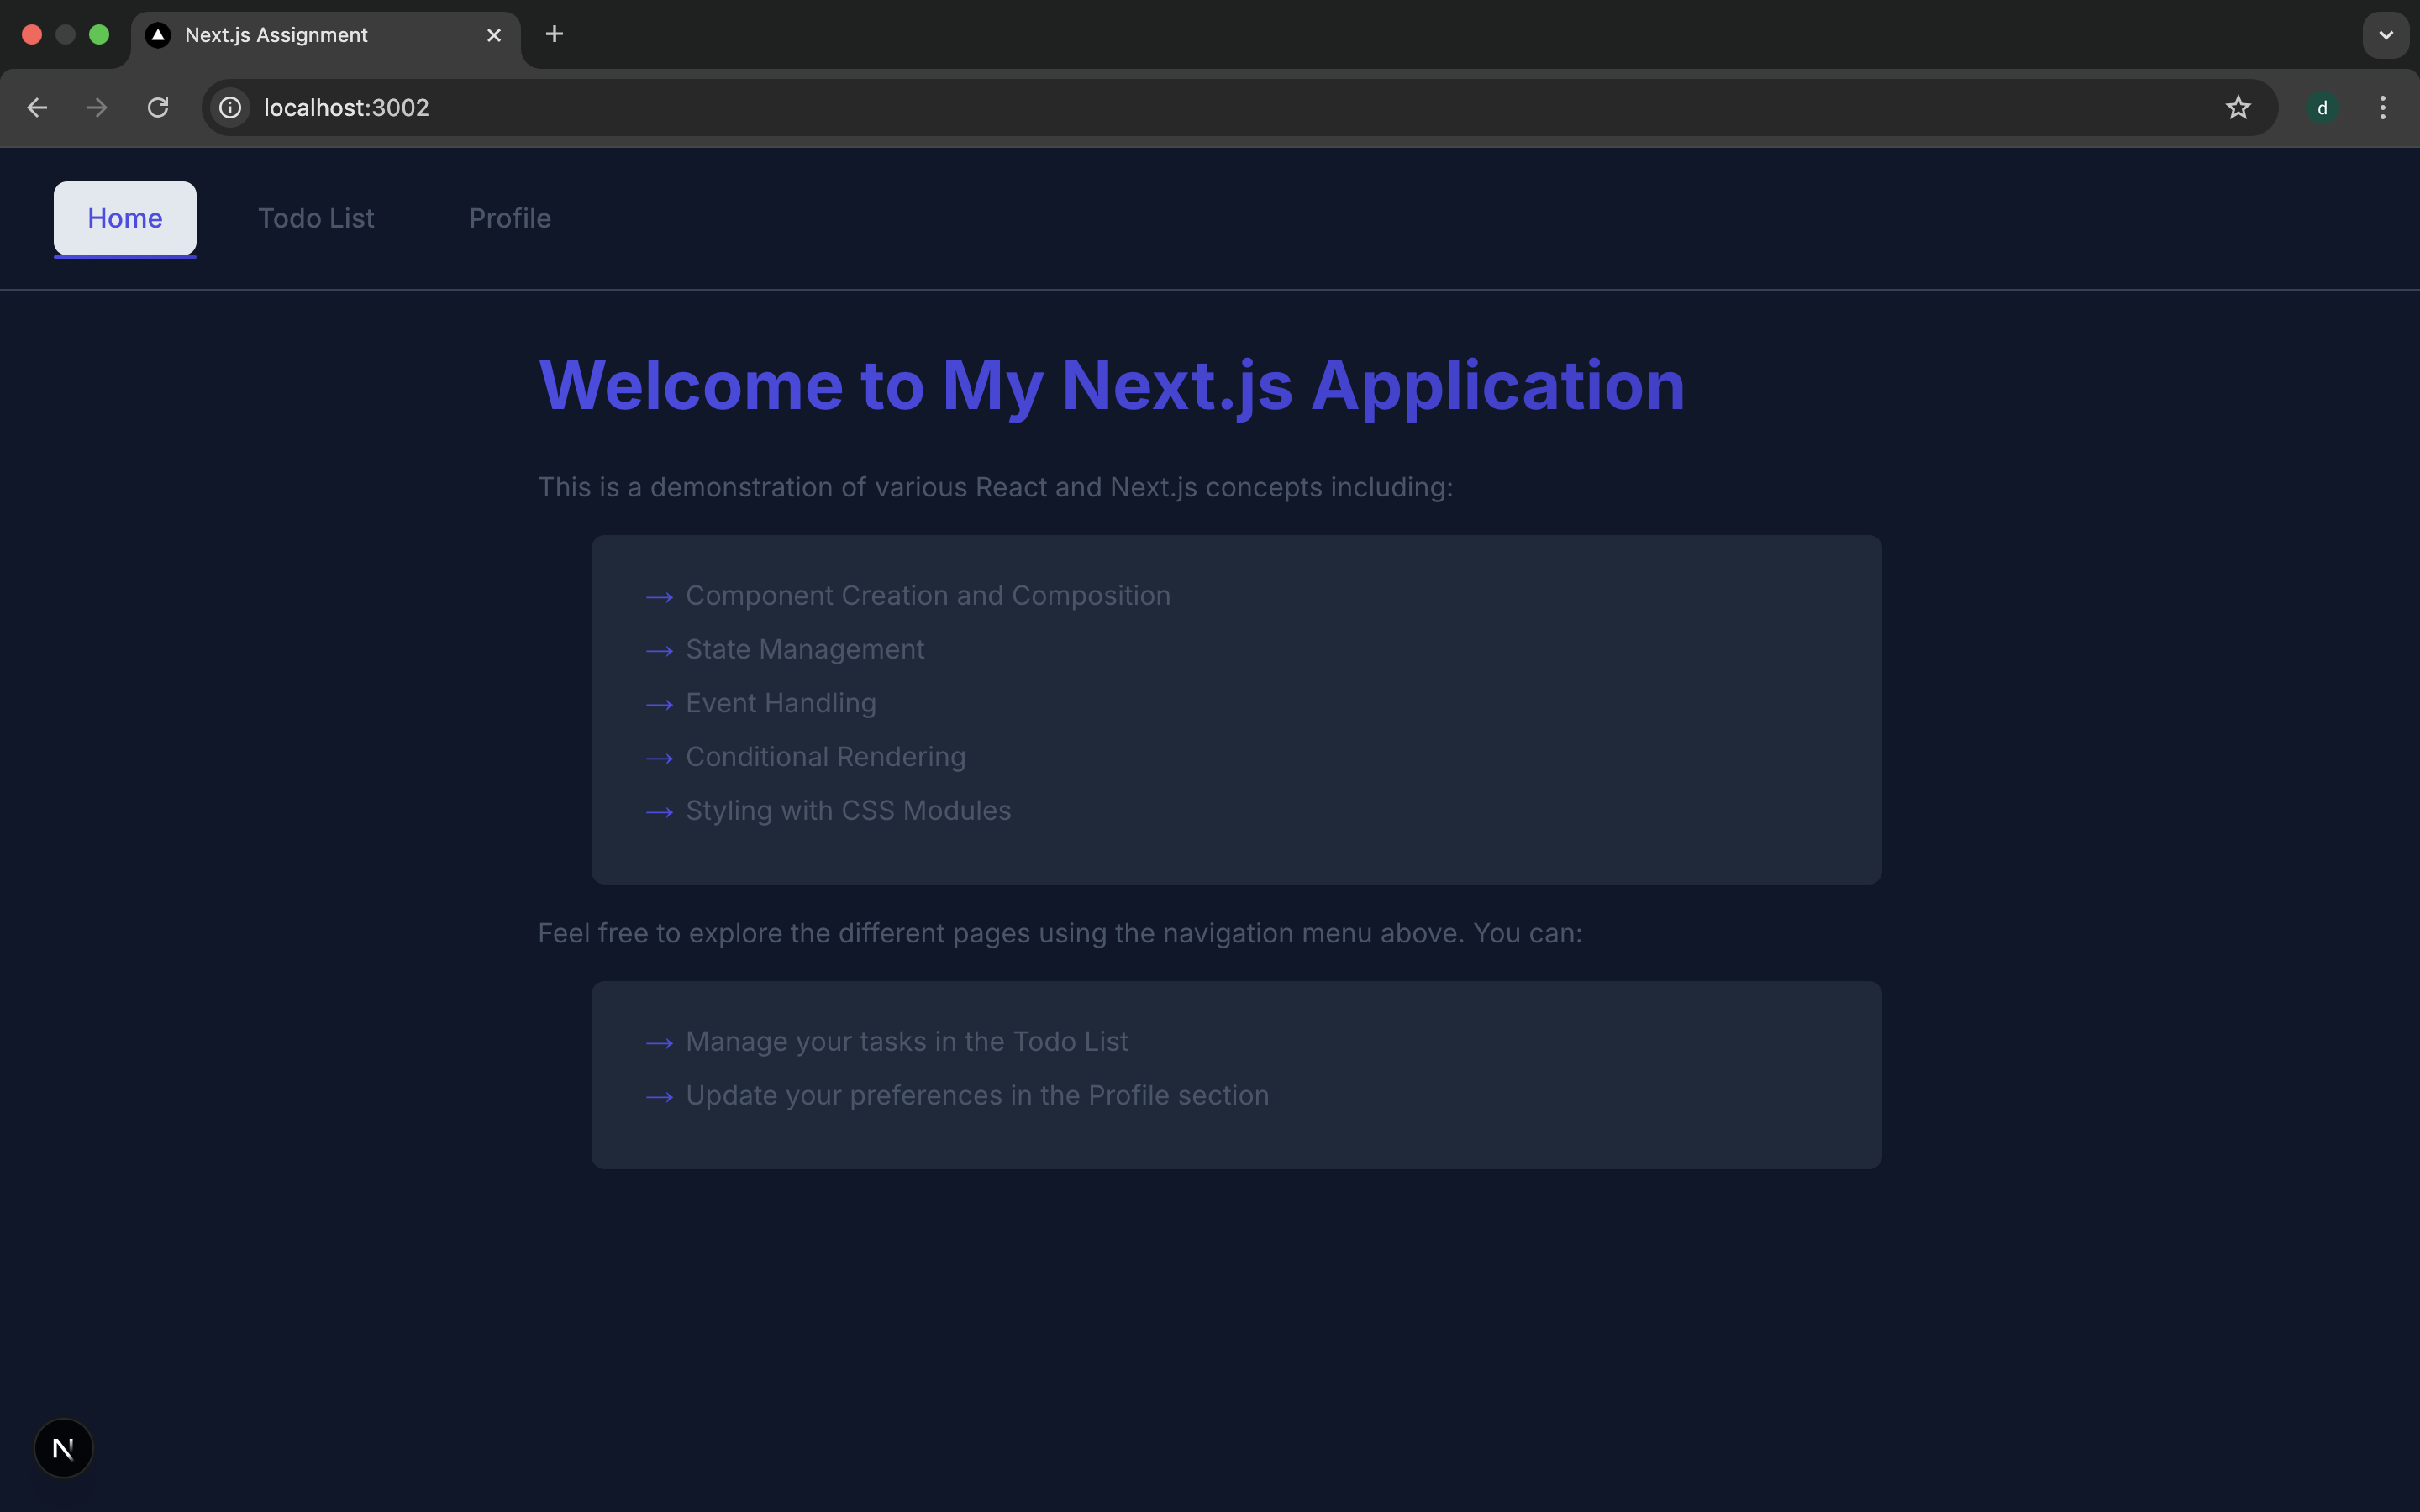 Next.js Assignment
localhost:3002
d
Home
Todo List
Profile
Welcome to My Next.js Application
This is a demonstration of various React and Next.js concepts including:
→ Component Creation and Composition
→ State Management
→ Event Handling
→ Conditional Rendering
→ Styling with CSS Modules
Feel free to explore the different pages using the navigation menu above. You can:
→ Manage your tasks in the Todo List
→ Update your preferences in the Profile section
N